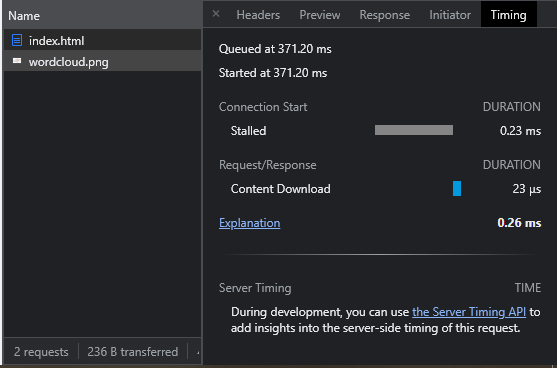 Name
index.html
wordcloud.png
2 requests 236 B transferred
× Headers Preview Response Initiator Timing
Queued at 371.20 ms
Started at 371.20 ms
Connection Start DURATION
Stalled 0.23 ms
Request/Response DURATION
Content Download 23 μs
Explanation 0.26 ms
Server Timing TIME
During development, you can use the Server Timing API to
add insights into the server-side timing of this request.